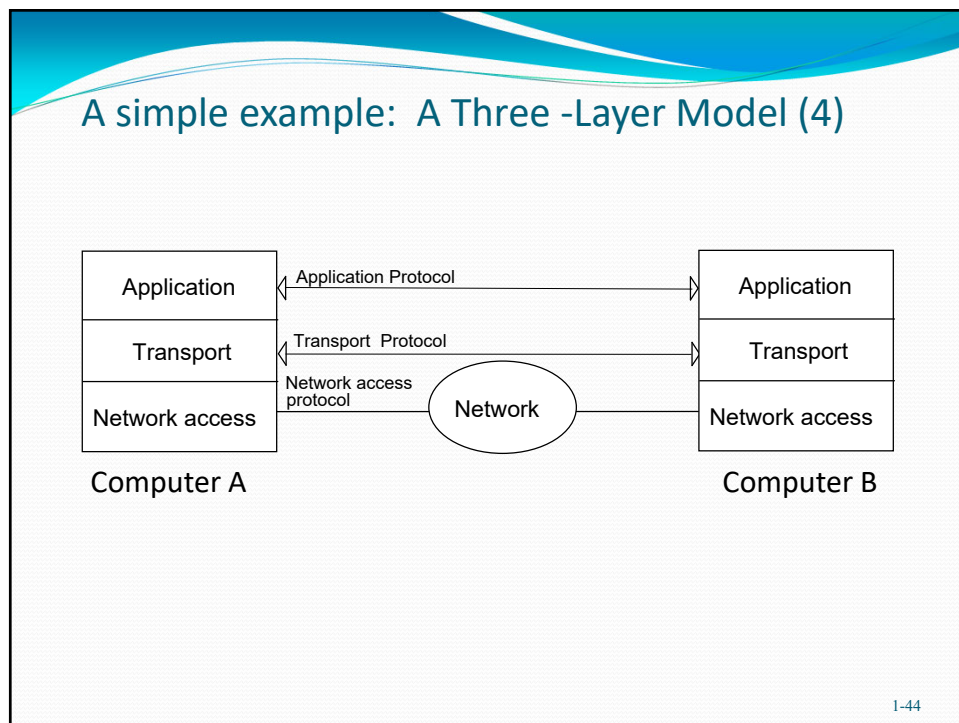 A simple example: A Three -Layer Model (4)
Application
Application Protocol
Application
Transport
Transport Protocol
Transport
Network access
Network access
protocol
Network
Network access
Computer A
Computer B
1-44